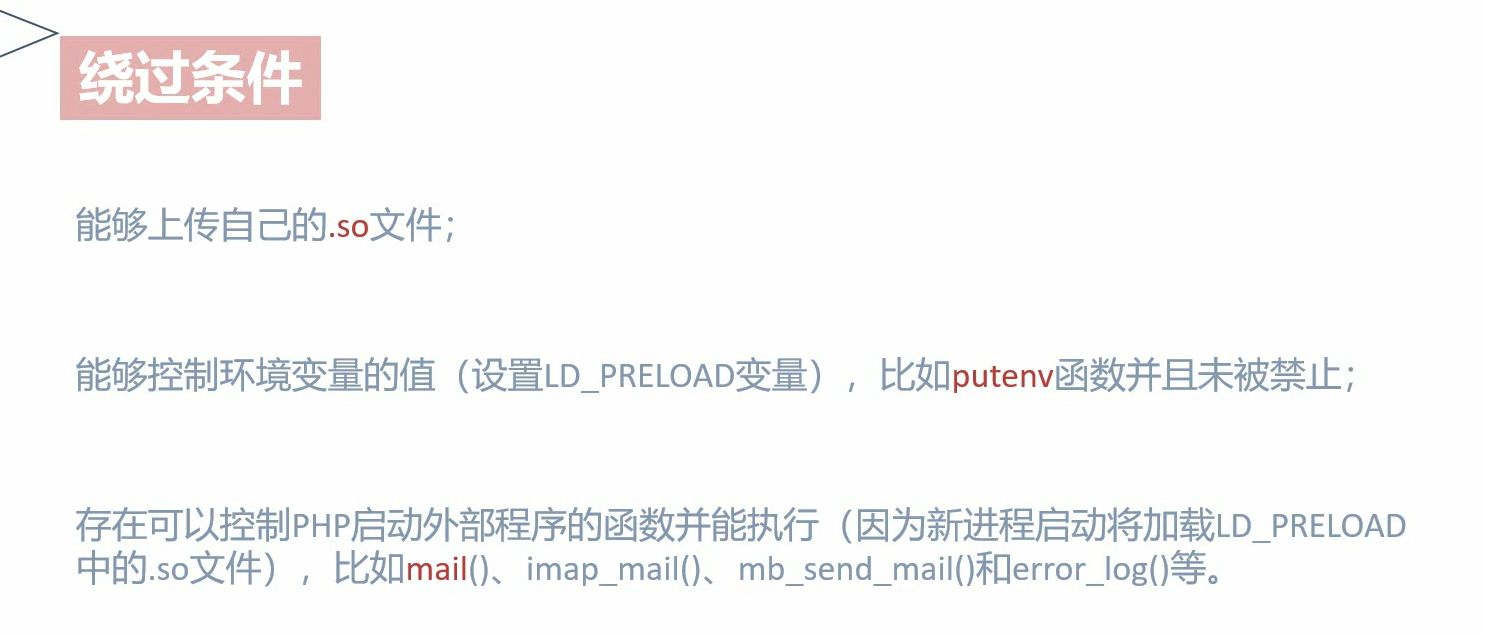 绕过条件
能够上传自己的.so文件；
能够控制环境变量的值（设置LD_PRELOAD变量），比如putenv函数并且未被禁止；
存在可以控制PHP启动外部程序的函数并能执行（因为新进程启动将加载LD_PRELOAD
中的.so文件），比如mail()、imap_mail()、mb_send_mail()和error_log()等。